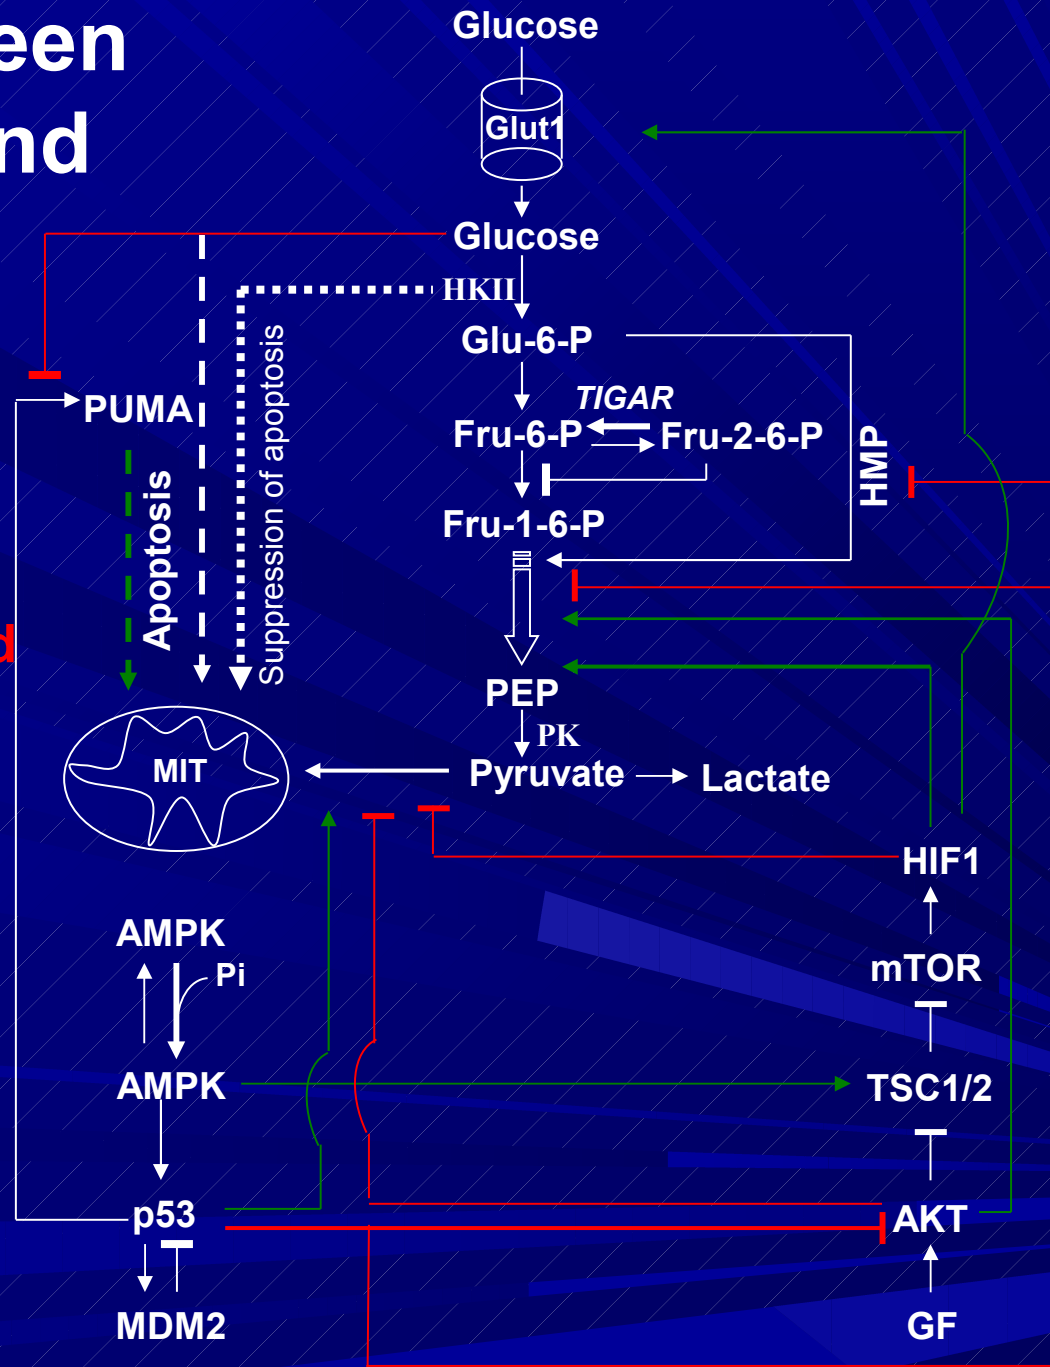 een
nd
Glucose
Glut1
Glucose
HKII
Glu-6-P
Suppression of apoptosis
PUMA
TIGAR
Fru-6-P
Fru-2-6-P
HMP
Apoptosis
Fru-1-6-P
d
PEP
PK
MIT
Pyruvate
Lactate
HIF1
AMPK
Pi
mTOR
AMPK
TSC1/2
p53
AKT
MDM2
GF